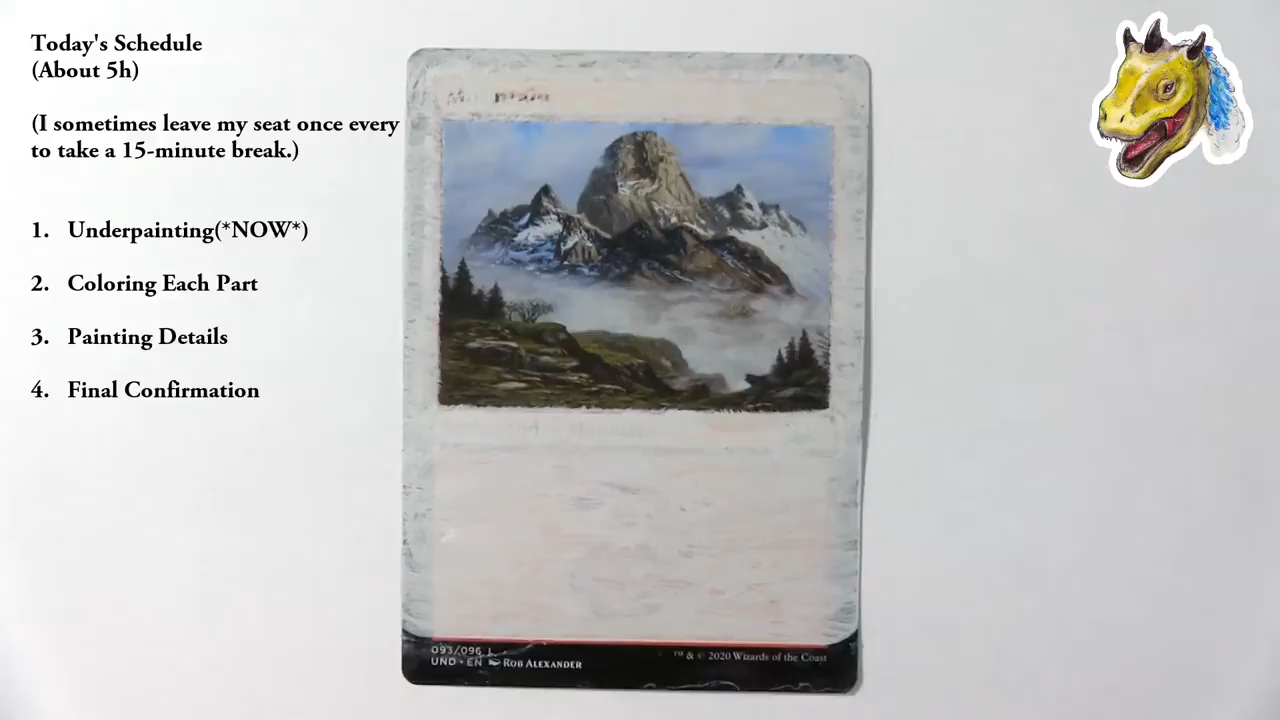 Today's Schedule
(About 5h)
(I sometimes leave my seat once every
to take a 15-minute break.)
1. Underpainting(*NOW*)
2. Coloring Each Part
3. Painting Details
4. Final Confirmation
093/096 L
UND • EN ROB ALEXANDER
™ & © 2020 Wizards of the Coast